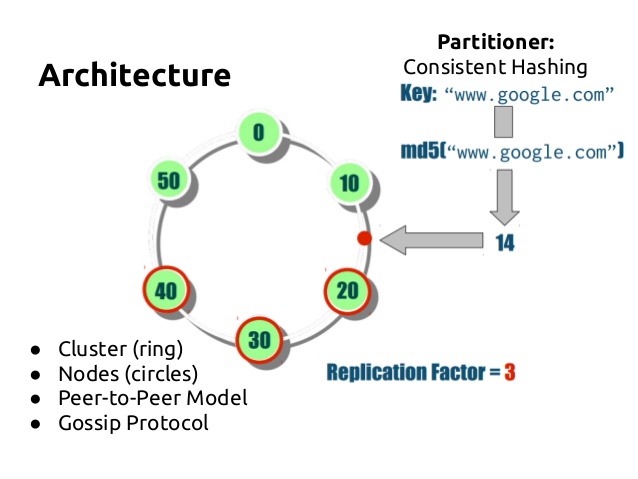 Architecture
Partitioner:
Consistent Hashing
Key: “www.google.com”
md5(“www.google.com”)
14
0
50
10
40
20
30
● Cluster (ring)
● Nodes (circles)
● Peer-to-Peer Model
● Gossip Protocol
Replication Factor = 3